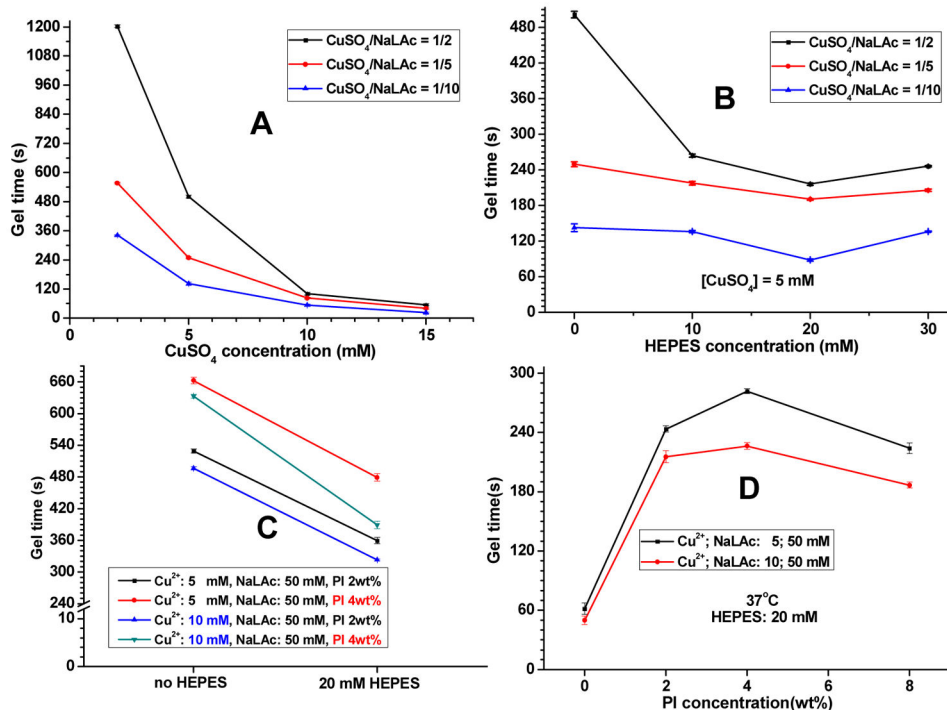 1200
1080
960
840
720
600
480
360
240
120
0
Gel time (s)
CuSO₄/NaLAc = 1/2
CuSO₄/NaLAc = 1/5
CuSO₄/NaLAc = 1/10
A
0 5 10 15
CuSO₄ concentration (mM)
480
420
360
300
240
180
120
60
0
Gel time (s)
CuSO₄/NaLAc = 1/2
CuSO₄/NaLAc = 1/5
CuSO₄/NaLAc = 1/10
B
[CuSO₄] = 5 mM
0 10 20 30
HEPES concentration (mM)
660
600
540
480
420
360
300
240
10
0
Gel time (s)
C
Cu²⁺: 5 mM, NaLAc: 50 mM, PI 2wt%
Cu²⁺: 5 mM, NaLAc: 50 mM, PI 4wt%
Cu²⁺: 10 mM, NaLAc: 50 mM, PI 2wt%
Cu²⁺: 10 mM, NaLAc: 50 mM, PI 4wt%
no HEPES 20 mM HEPES
300
240
180
120
60
0
Gel time(s)
D
Cu²⁺; NaLAc: 5; 50 mM
Cu²⁺; NaLAc: 10; 50 mM
37°C
HEPES: 20 mM
0 2 4 6 8
PI concentration(wt%)